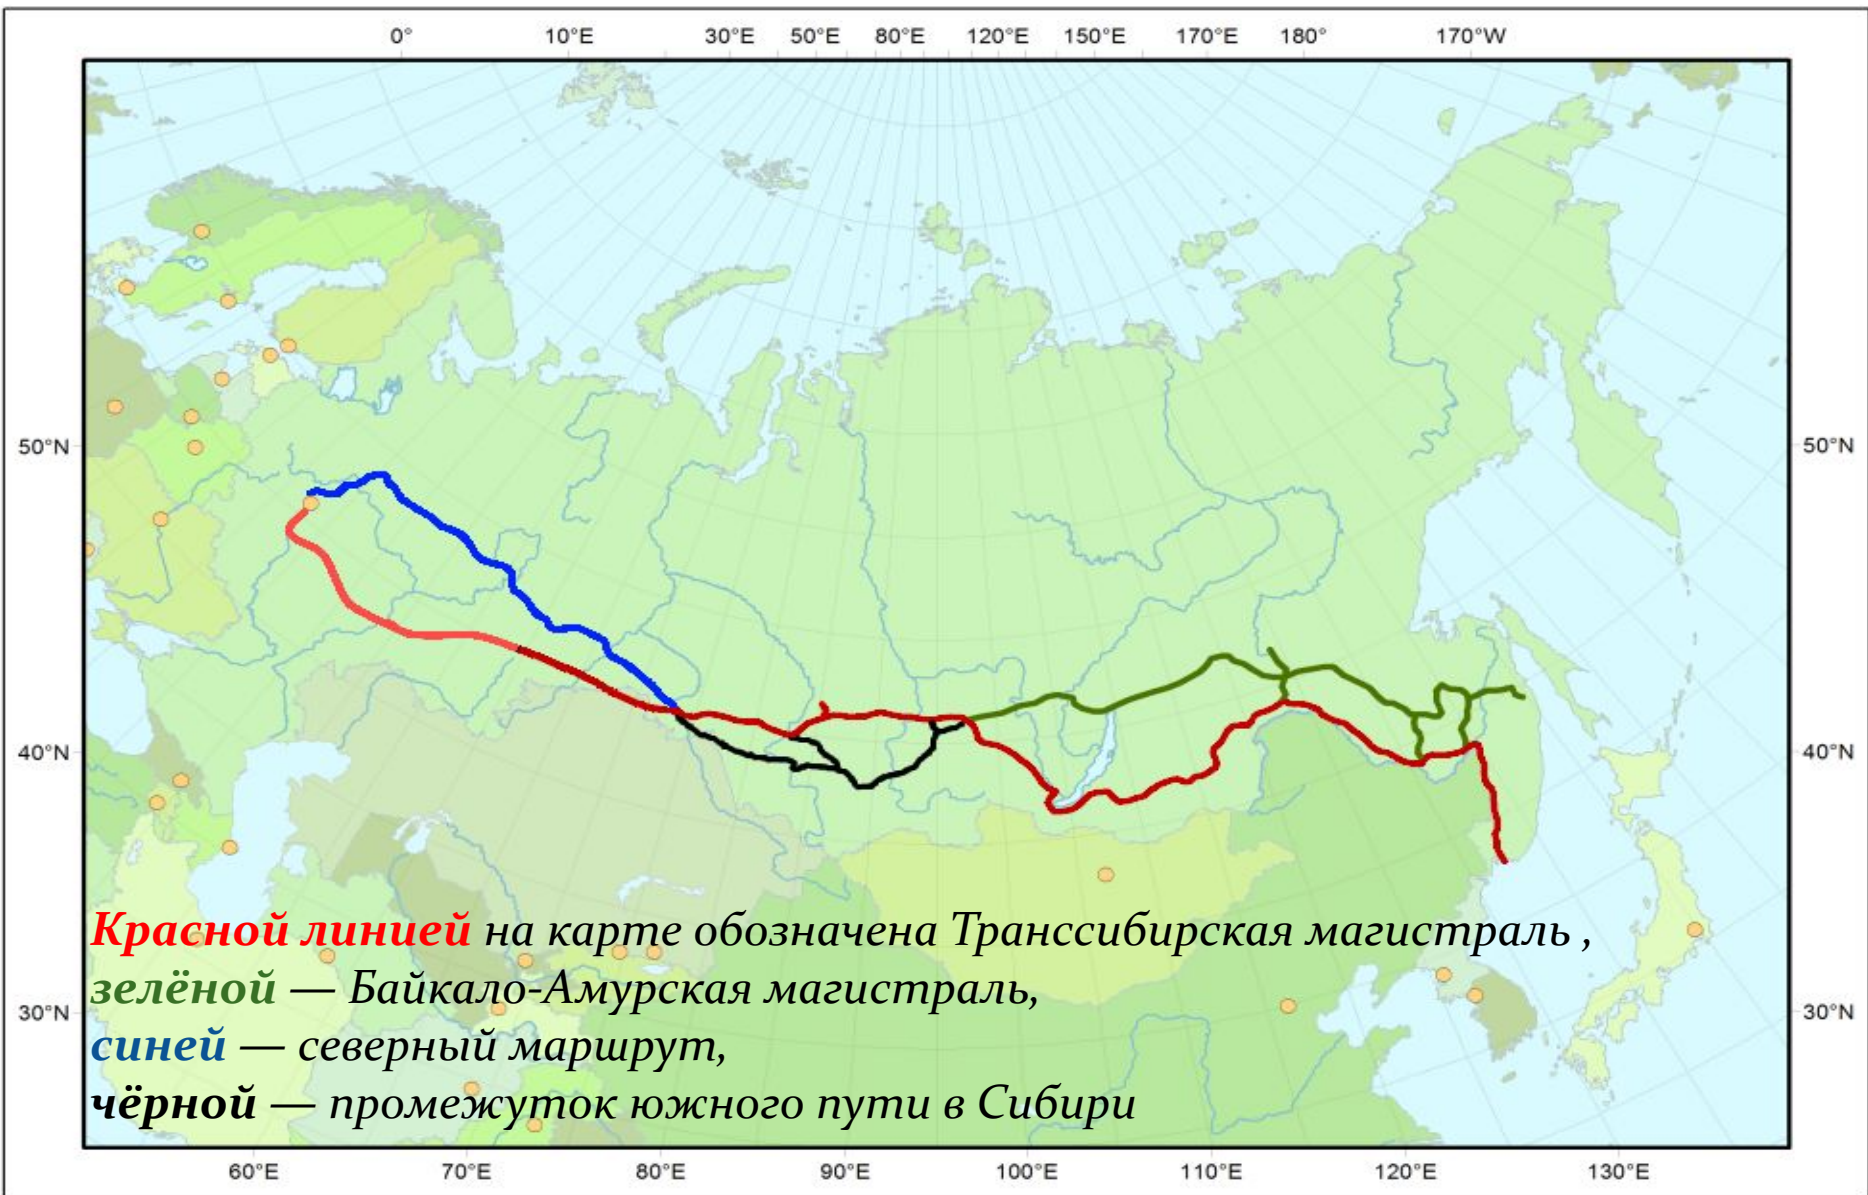 0° 10°E 30°E 50°E 80°E 120°E 150°E 170°E 180° 170°W
50°N 50°N
40°N 40°N
Красной линией на карте обозначена Транссибирская магистраль ,
зелёной — Байкало-Амурская магистраль,
30°N 30°N
синей — северный маршрут,
чёрной — промежуток южного пути в Сибири
60°E 70°E 80°E 90°E 100°E 110°E 120°E 130°E